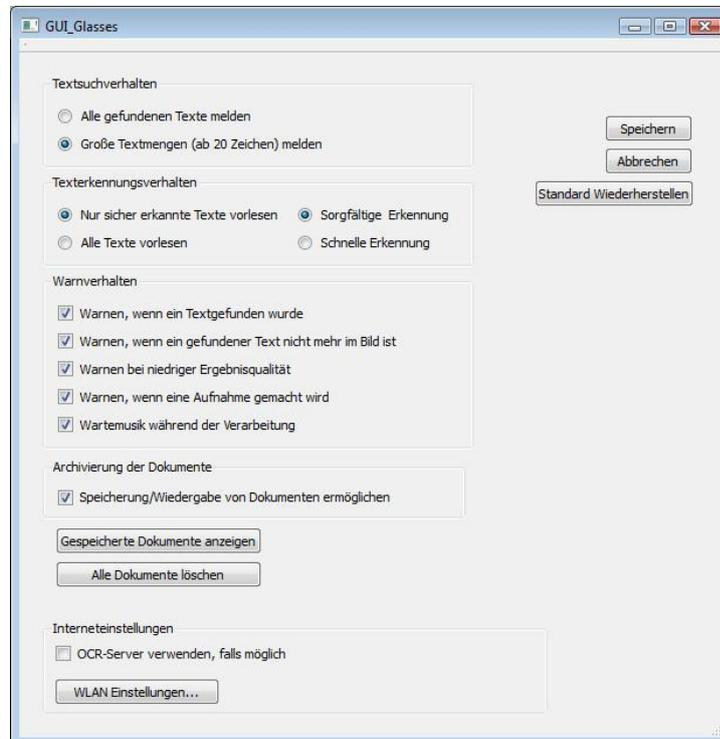 GUI_Glasses
Textsuchverhalten
Alle gefundenen Texte melden
Große Textmengen (ab 20 Zeichen) melden
Speichern
Abbrechen
Standard Wiederherstellen
Texterkennungsverhalten
Nur sicher erkannte Texte vorlesen Sorgfältige Erkennung
Alle Texte vorlesen Schnelle Erkennung
Warnverhalten
Warnen, wenn ein Textgefunden wurde
Warnen, wenn ein gefundener Text nicht mehr im Bild ist
Warnen bei niedriger Ergebnisqualität
Warnen, wenn eine Aufnahme gemacht wird
Wartemusik während der Verarbeitung
Archivierung der Dokumente
Speicherung/Wiedergabe von Dokumenten ermöglichen
Gespeicherte Dokumente anzeigen
Alle Dokumente löschen
Interneteinstellungen
OCR-Server verwenden, falls möglich
WLAN Einstellungen...